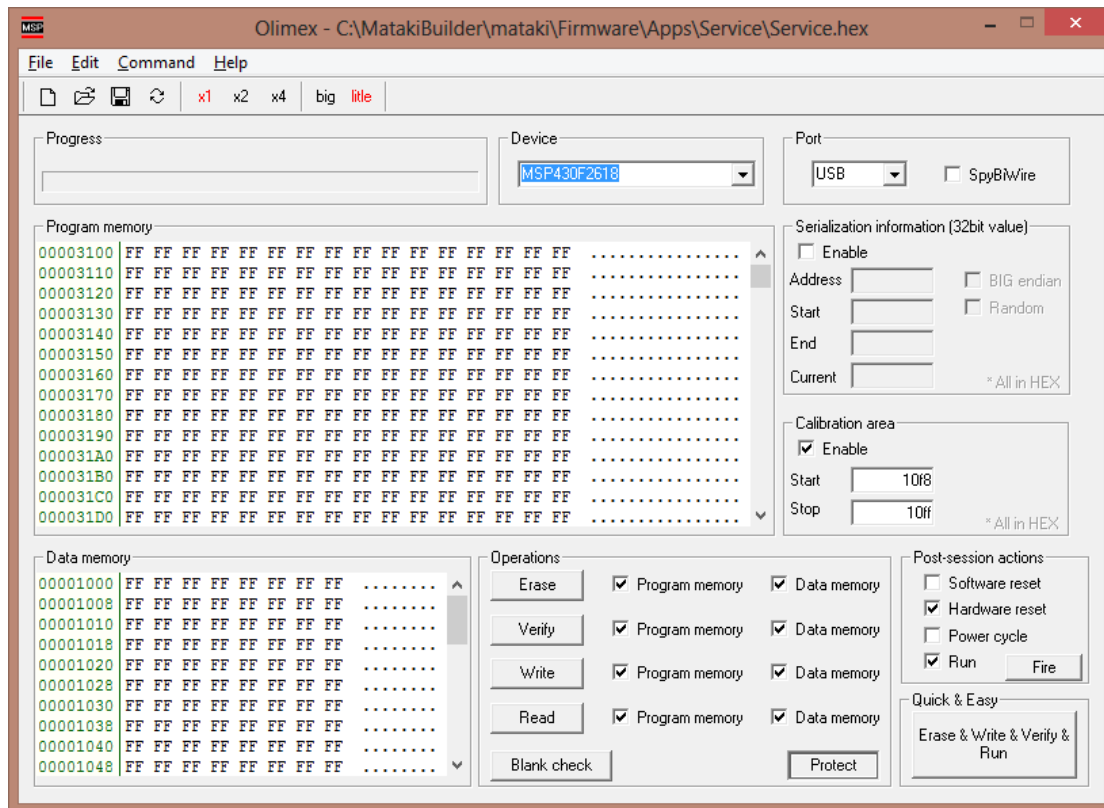 MSP
Olimex - C:\MatakiBuilder\mataki\Firmware\Apps\Service\Service.hex
File Edit Command Help
x1 x2 x4 big litle
Progress
Device
MSP430F2618
Port
USB
SpyBiWire
Program memory
00003100 FF FF FF FF FF FF FF FF FF FF FF FF FF FF FF FF ................
00003110 FF FF FF FF FF FF FF FF FF FF FF FF FF FF FF FF ................
00003120 FF FF FF FF FF FF FF FF FF FF FF FF FF FF FF FF ................
00003130 FF FF FF FF FF FF FF FF FF FF FF FF FF FF FF FF ................
00003140 FF FF FF FF FF FF FF FF FF FF FF FF FF FF FF FF ................
00003150 FF FF FF FF FF FF FF FF FF FF FF FF FF FF FF FF ................
00003160 FF FF FF FF FF FF FF FF FF FF FF FF FF FF FF FF ................
00003170 FF FF FF FF FF FF FF FF FF FF FF FF FF FF FF FF ................
00003180 FF FF FF FF FF FF FF FF FF FF FF FF FF FF FF FF ................
00003190 FF FF FF FF FF FF FF FF FF FF FF FF FF FF FF FF ................
000031A0 FF FF FF FF FF FF FF FF FF FF FF FF FF FF FF FF ................
000031B0 FF FF FF FF FF FF FF FF FF FF FF FF FF FF FF FF ................
000031C0 FF FF FF FF FF FF FF FF FF FF FF FF FF FF FF FF ................
000031D0 FF FF FF FF FF FF FF FF FF FF FF FF FF FF FF FF ................
Serialization information (32bit value)
Enable
Address BIG endian
Start Random
End
Current * All in HEX
Calibration area
Enable
Start 10f8
Stop 10ff
* All in HEX
Data memory
00001000 FF FF FF FF FF FF FF FF ........
00001008 FF FF FF FF FF FF FF FF ........
00001010 FF FF FF FF FF FF FF FF ........
00001018 FF FF FF FF FF FF FF FF ........
00001020 FF FF FF FF FF FF FF FF ........
00001028 FF FF FF FF FF FF FF FF ........
00001030 FF FF FF FF FF FF FF FF ........
00001038 FF FF FF FF FF FF FF FF ........
00001040 FF FF FF FF FF FF FF FF ........
00001048 FF FF FF FF FF FF FF FF ........
Operations
Erase Program memory Data memory
Verify Program memory Data memory
Write Program memory Data memory
Read Program memory Data memory
Blank check Protect
Post-session actions
Software reset
Hardware reset
Power cycle
Run Fire
Quick & Easy
Erase & Write & Verify &
Run